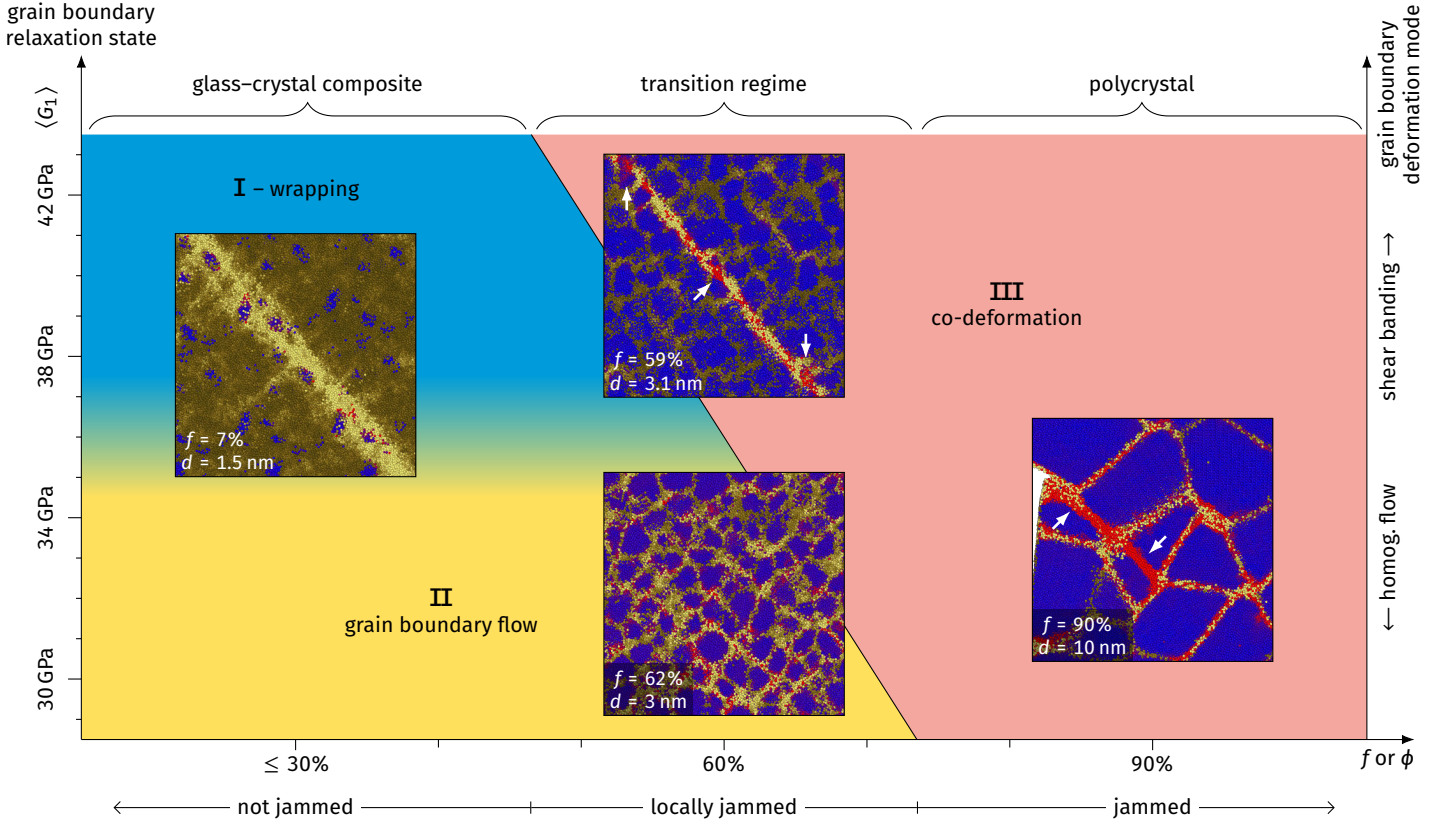 grain boundary
relaxation state
⟨G₁⟩
glass–crystal composite
transition regime
polycrystal
grain boundary
deformation mode
42 GPa
38 GPa
34 GPa
30 GPa
I – wrapping
f = 7%
d = 1.5 nm
f = 59%
d = 3.1 nm
III
co-deformation
II
grain boundary flow
f = 62%
d = 3 nm
f = 90%
d = 10 nm
shear banding →
← homog. flow
≤ 30%
60%
90%
f or ϕ
not jammed
locally jammed
jammed